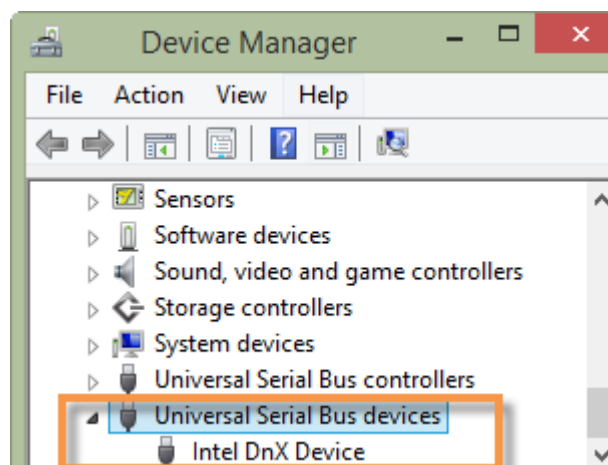 Device Manager
File Action View Help
Sensors
Software devices
Sound, video and game controllers
Storage controllers
System devices
Universal Serial Bus controllers
Universal Serial Bus devices
Intel DnX Device